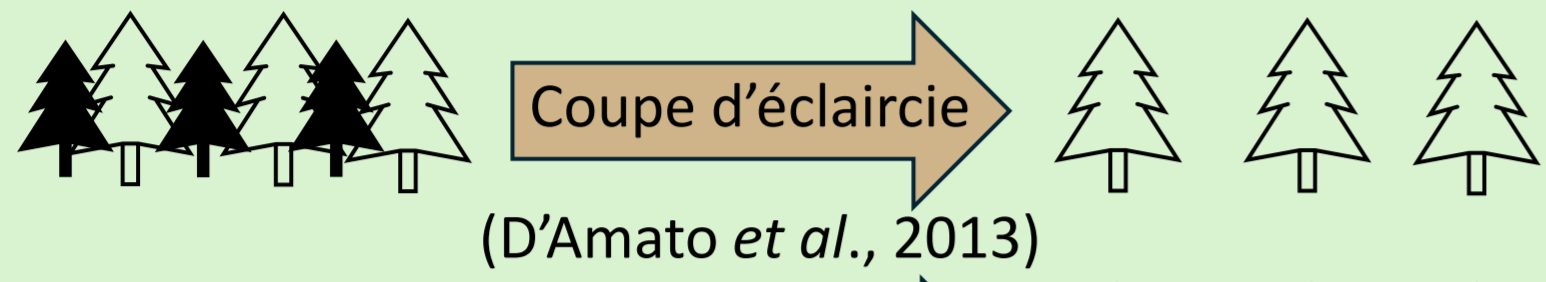 Coupe d’éclaircie
(D’Amato et al., 2013)